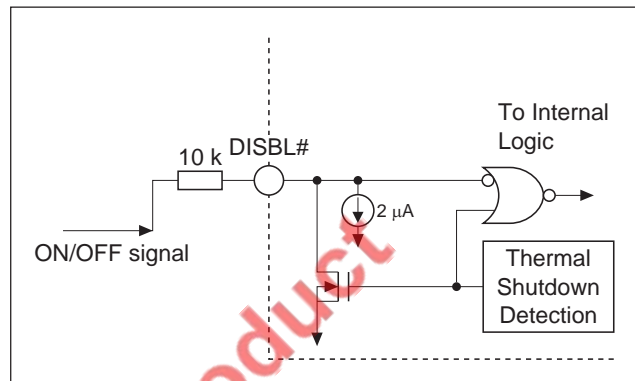 To Internal
Logic
10 k
DISBL#
2 μA
ON/OFF signal
Thermal
Shutdown
Detection